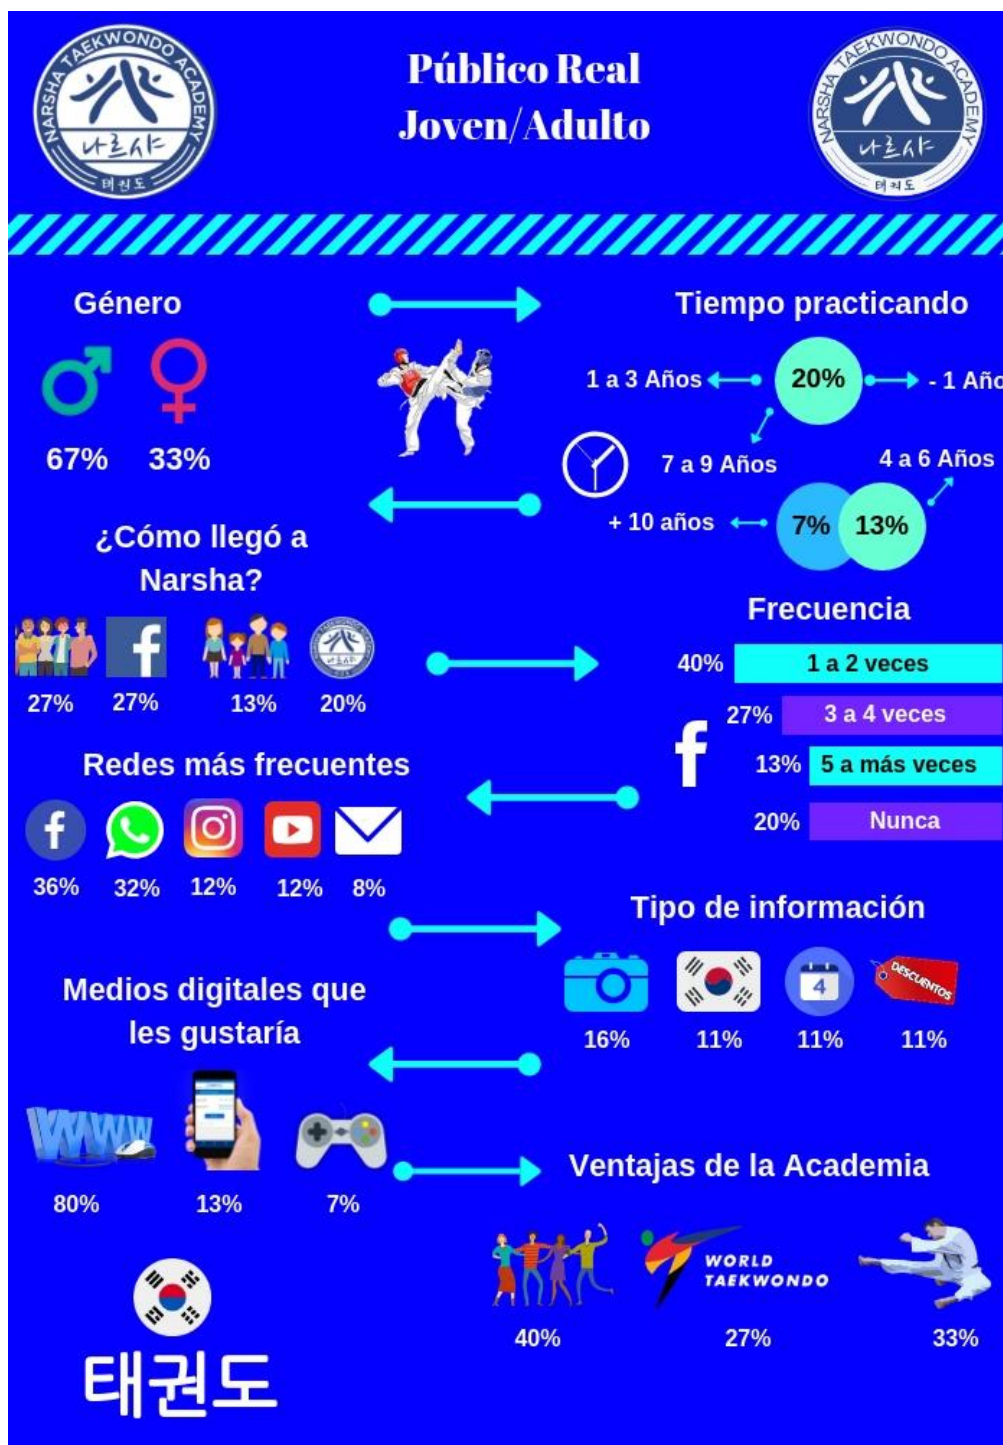 NARSHA TAEKWONDO ACADEMY
나르샤
태권도
Público Real
Joven/Adulto
NARSHA TAEKWONDO ACADEMY
나르샤
태권도
Género
67% 33%
Tiempo practicando
1 a 3 Años 20% - 1 Año
7 a 9 Años 4 a 6 Años
+ 10 años 7% 13%
¿Cómo llegó a
Narsha?
27% 27% 13% 20%
Frecuencia
40% 1 a 2 veces
27% 3 a 4 veces
13% 5 a más veces
20% Nunca
Redes más frecuentes
36% 32% 12% 12% 8%
Tipo de información
4
DESCUENTOS
16% 11% 11% 11%
Medios digitales que
les gustaría
WWW
80% 13% 7%
Ventajas de la Academia
WORLD
TAEKWONDO
40% 27% 33%
태권도